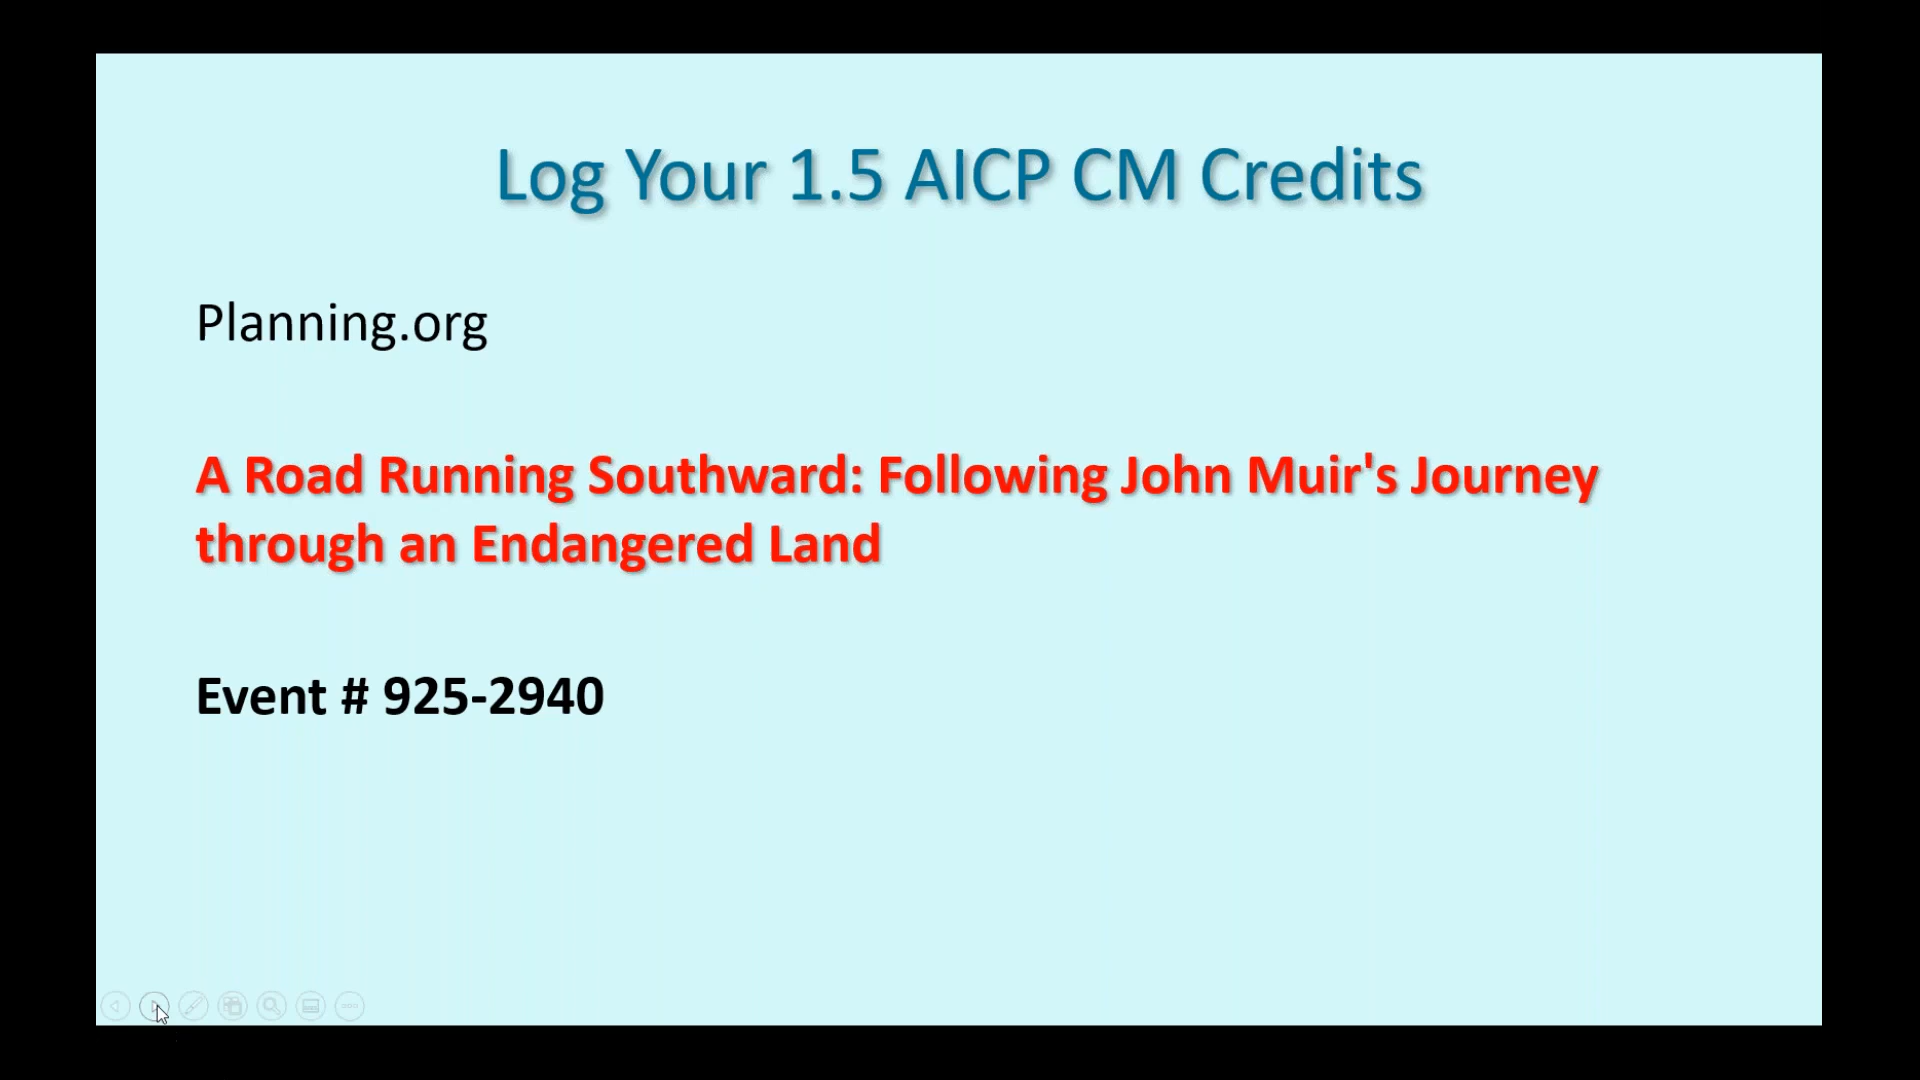 Log Your 1.5 AICP CM Credits
Planning.org
A Road Running Southward: Following John Muir's Journey
through an Endangered Land
Event # 925-2940